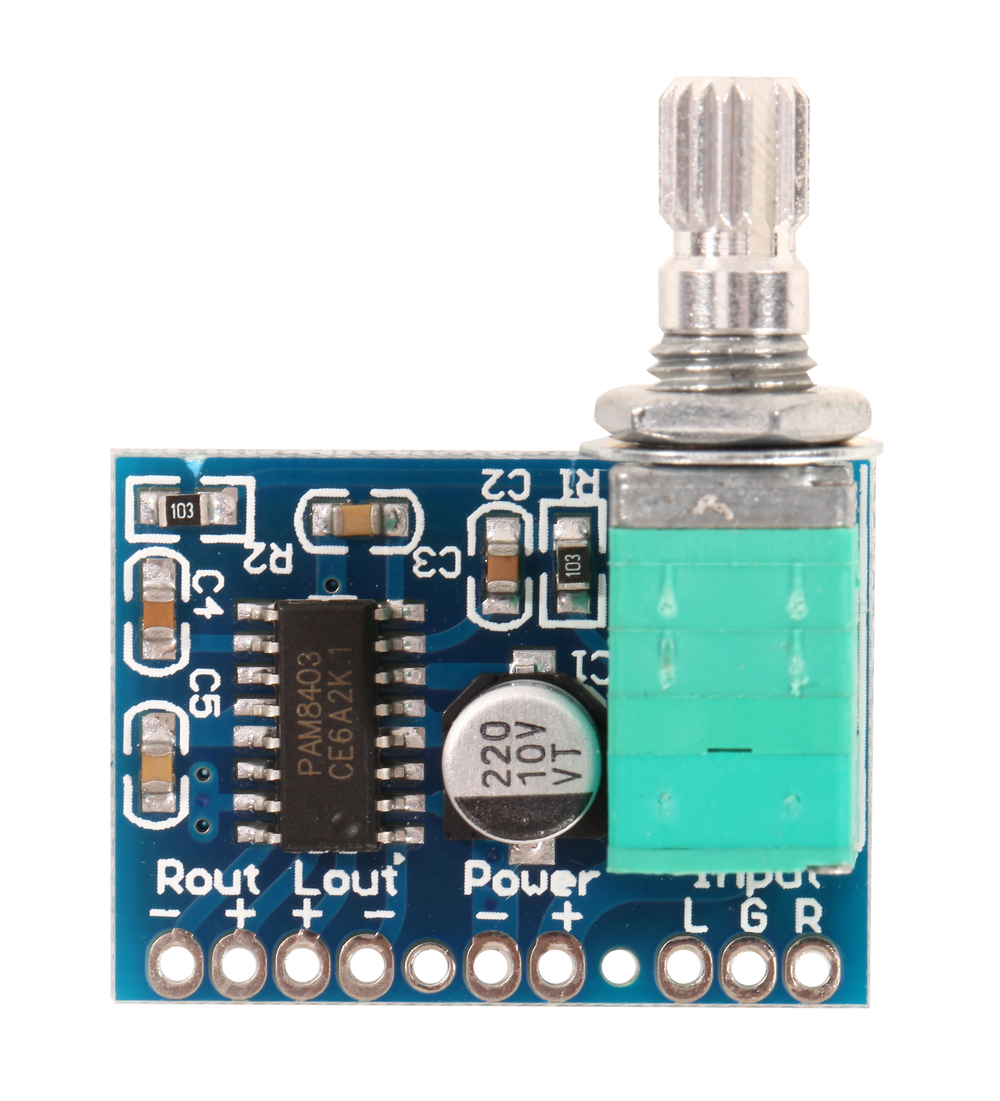 C2
R1
103
R2
C3
103
C4
C1
C5
PAM8403
CE6A2K 1
220
10V
VT
Rout Lout Power Input
- + + - - + L G R